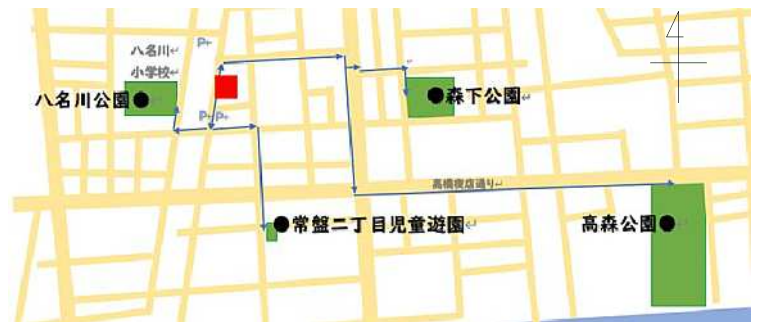 八名川
小学校
P
八名川公園●
●森下公園
P P
高橋夜店通り
●常盤二丁目児童遊園
高森公園●
4